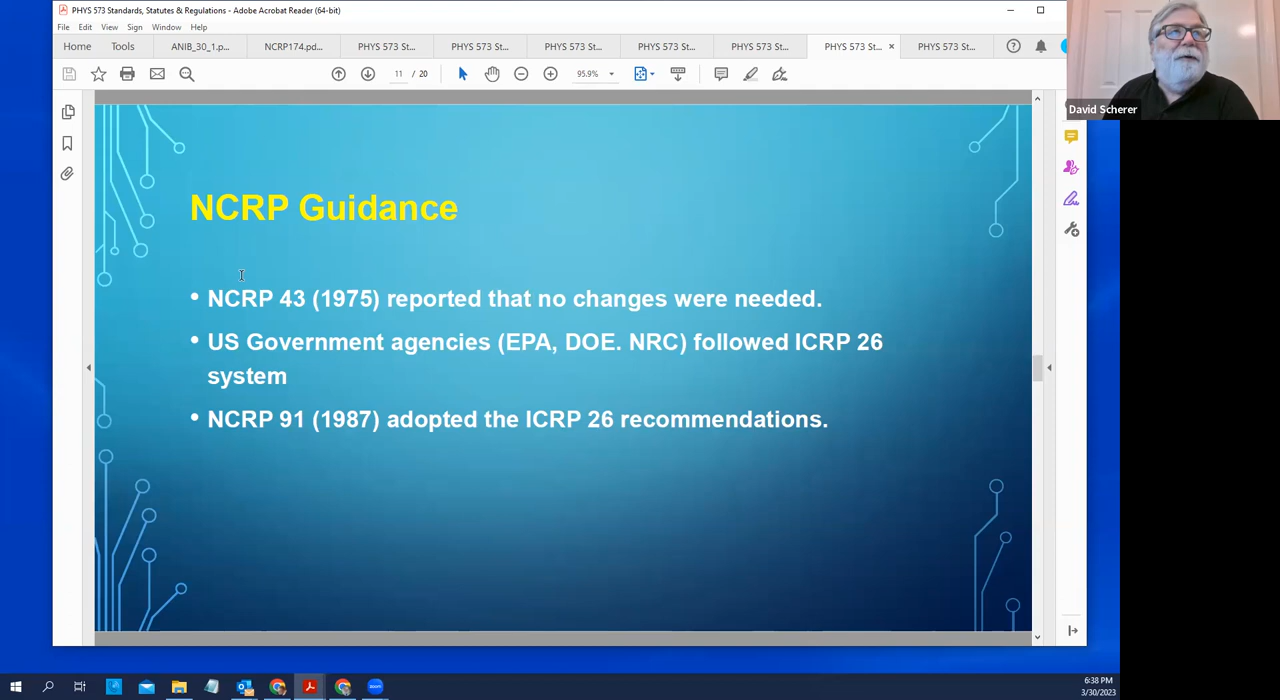 PHYS 573 Standards, Statutes & Regulations - Adobe Acrobat Reader (64-bit)
File Edit View Sign Window Help
Home Tools ANIB_30_1.p... NCRP174.pd... PHYS 573 St... PHYS 573 St... PHYS 573 St... PHYS 573 St... PHYS 573 St... PHYS 573 St... × PHYS 573 St...
11 / 20 95.9%
David Scherer
NCRP Guidance
• NCRP 43 (1975) reported that no changes were needed.
• US Government agencies (EPA, DOE. NRC) followed ICRP 26
system
• NCRP 91 (1987) adopted the ICRP 26 recommendations.
zoom
6:38 PM
3/30/2023